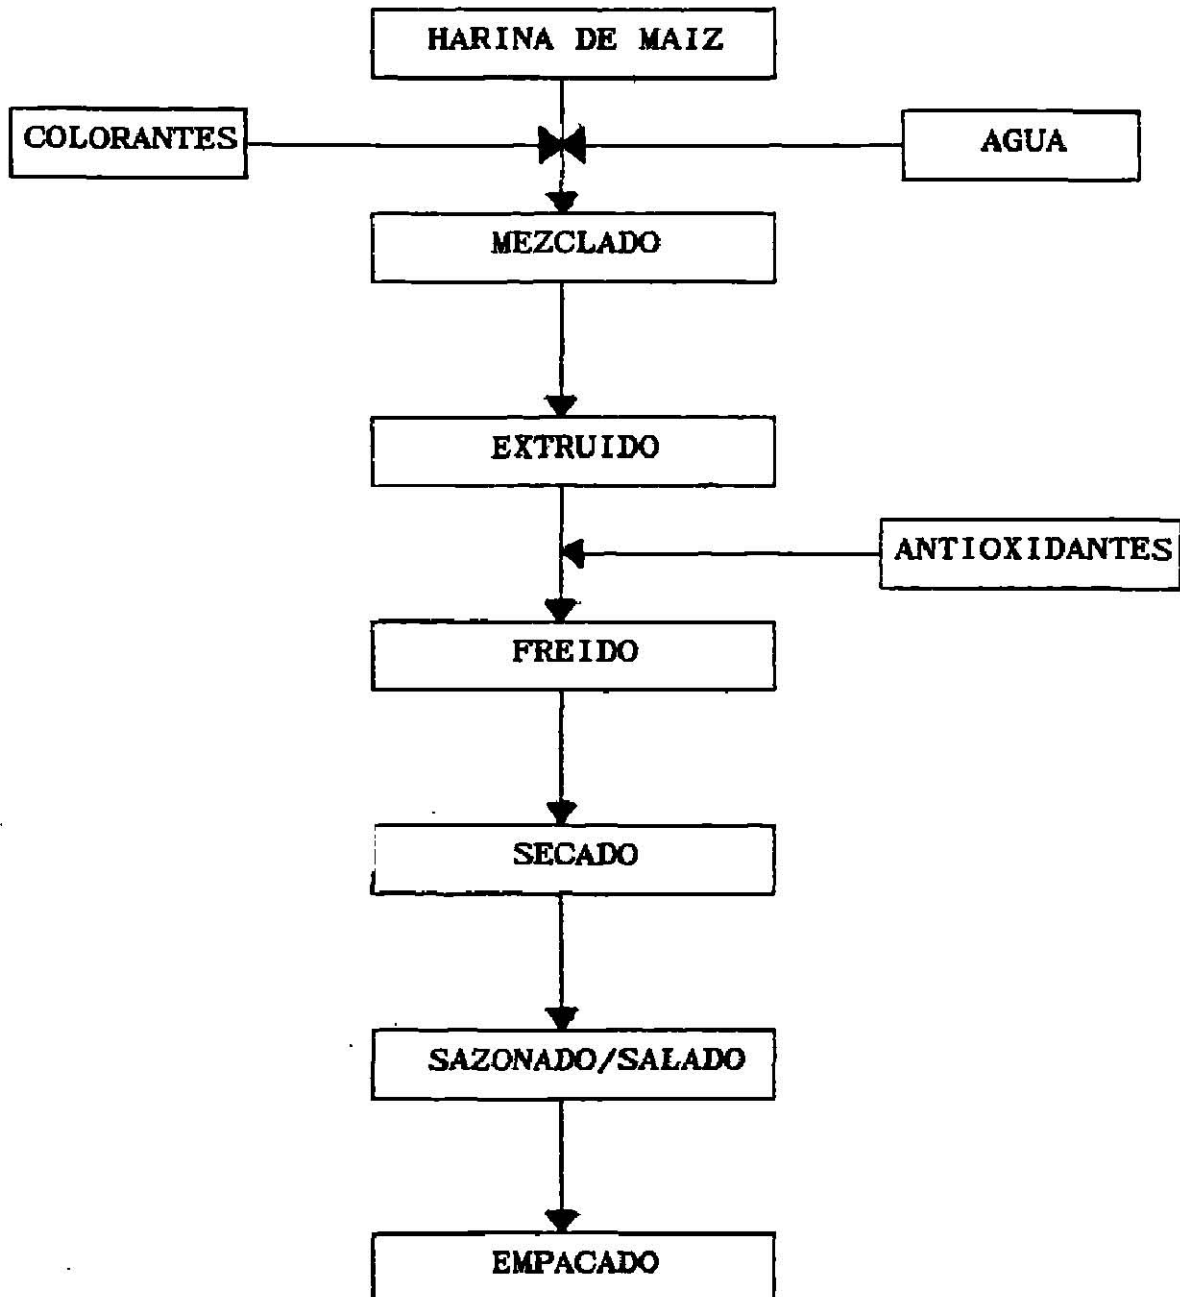 HARINA DE MAIZ
COLORANTES
AGUA
MEZCLADO
EXTRUIDO
ANTIOXIDANTES
FREIDO
SECADO
SAZONADO/SALADO
EMPACADO